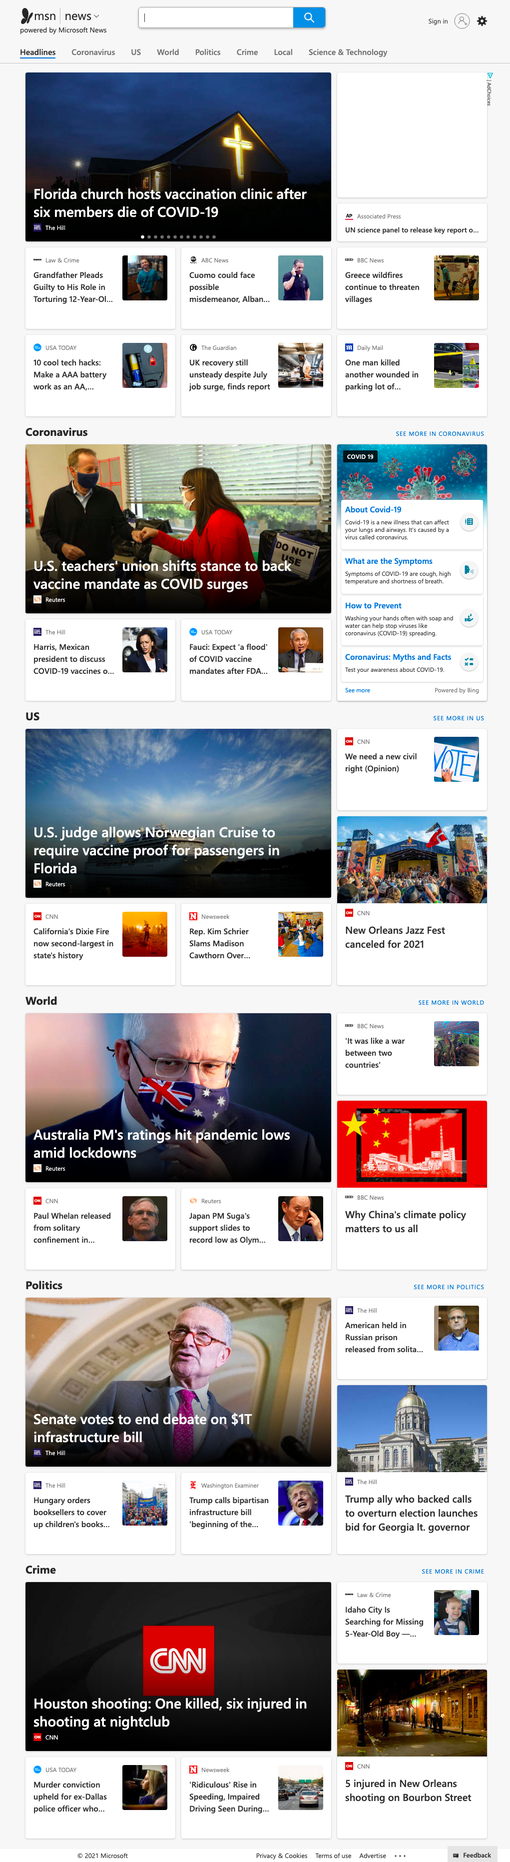 msn | news
powered by Microsoft News
Sign in
Headlines
Coronavirus
US
World
Politics
Crime
Local
Science & Technology
Florida church hosts vaccination clinic after
six members die of COVID-19
The Hill
AdChoices
Associated Press
UN science panel to release key report o...
Law & Crime
Grandfather Pleads
Guilty to His Role in
Torturing 12-Year-Ol...
ABC News
Cuomo could face
possible
misdemeanor, Alban...
BBC News
Greece wildfires
continue to threaten
villages
USA TODAY
10 cool tech hacks:
Make a AAA battery
work as an AA,...
The Guardian
UK recovery still
unsteady despite July
job surge, finds report
Daily Mail
One man killed
another wounded in
parking lot of...
Coronavirus
SEE MORE IN CORONAVIRUS
DO NOT
USE
U.S. teachers' union shifts stance to back
vaccine mandate as COVID surges
Reuters
COVID 19
About Covid-19
Covid-19 is a new illness that can affect
your lungs and airways. It's caused by a
virus called coronavirus.
What are the Symptoms
Symptoms of COVID-19 are cough, high
temperature and shortness of breath.
How to Prevent
Washing your hands often with soap and
water can help stop viruses like
coronavirus (COVID-19) spreading.
Coronavirus: Myths and Facts
Test your awareness about COVID-19.
See more
Powered by Bing
The Hill
Harris, Mexican
president to discuss
COVID-19 vaccines o...
USA TODAY
Fauci: Expect 'a flood'
of COVID vaccine
mandates after FDA...
US
SEE MORE IN US
U.S. judge allows Norwegian Cruise to
require vaccine proof for passengers in
Florida
Reuters
CNN
We need a new civil
right (Opinion)
VOTE
CNN
New Orleans Jazz Fest
canceled for 2021
CNN
California's Dixie Fire
now second-largest in
state's history
Newsweek
Rep. Kim Schrier
Slams Madison
Cawthorn Over...
World
SEE MORE IN WORLD
Australia PM's ratings hit pandemic lows
amid lockdowns
Reuters
BBC News
'It was like a war
between two
countries'
BBC News
Why China's climate policy
matters to us all
CNN
Paul Whelan released
from solitary
confinement in...
Reuters
Japan PM Suga's
support slides to
record low as Olym...
Politics
SEE MORE IN POLITICS
Senate votes to end debate on $1T
infrastructure bill
The Hill
The Hill
American held in
Russian prison
released from solita...
The Hill
Trump ally who backed calls
to overturn election launches
bid for Georgia lt. governor
The Hill
Hungary orders
booksellers to cover
up children's books...
Washington Examiner
Trump calls bipartisan
infrastructure bill
'beginning of the...
Crime
SEE MORE IN CRIME
CNN
Houston shooting: One killed, six injured in
shooting at nightclub
CNN
Law & Crime
Idaho City Is
Searching for Missing
5-Year-Old Boy —...
CNN
5 injured in New Orleans
shooting on Bourbon Street
USA TODAY
Murder conviction
upheld for ex-Dallas
police officer who...
Newsweek
'Ridiculous' Rise in
Speeding, Impaired
Driving Seen During...
© 2021 Microsoft
Privacy & Cookies
Terms of use
Advertise
Feedback